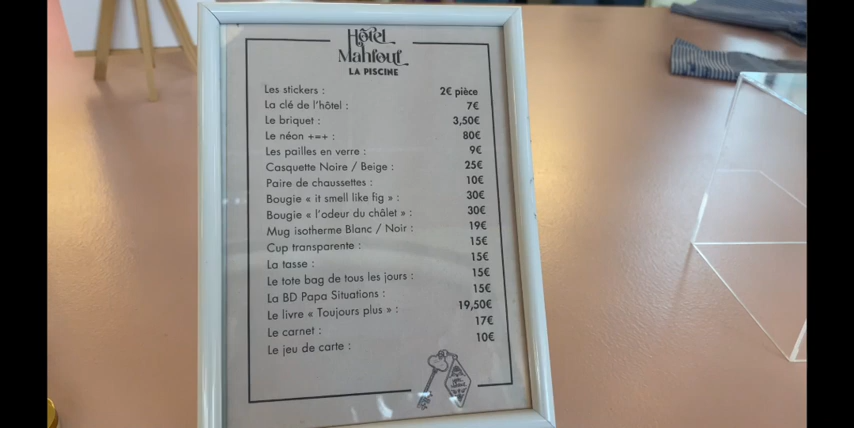 Hôtel
Mahfouf
LA PISCINE
Les stickers : 2€ pièce
La clé de l'hôtel : 7€
Le briquet : 3,50€
Le néon +=+ : 80€
Les pailles en verre : 9€
Casquette Noire / Beige : 25€
Paire de chaussettes : 10€
Bougie « it smell like fig » : 30€
Bougie « l'odeur du châlet » : 30€
Mug isotherme Blanc / Noir : 19€
Cup transparente : 15€
La tasse : 15€
Le tote bag de tous les jours : 15€
La BD Papa Situations : 15€
Le livre « Toujours plus » : 19,50€
Le carnet : 17€
Le jeu de carte : 10€